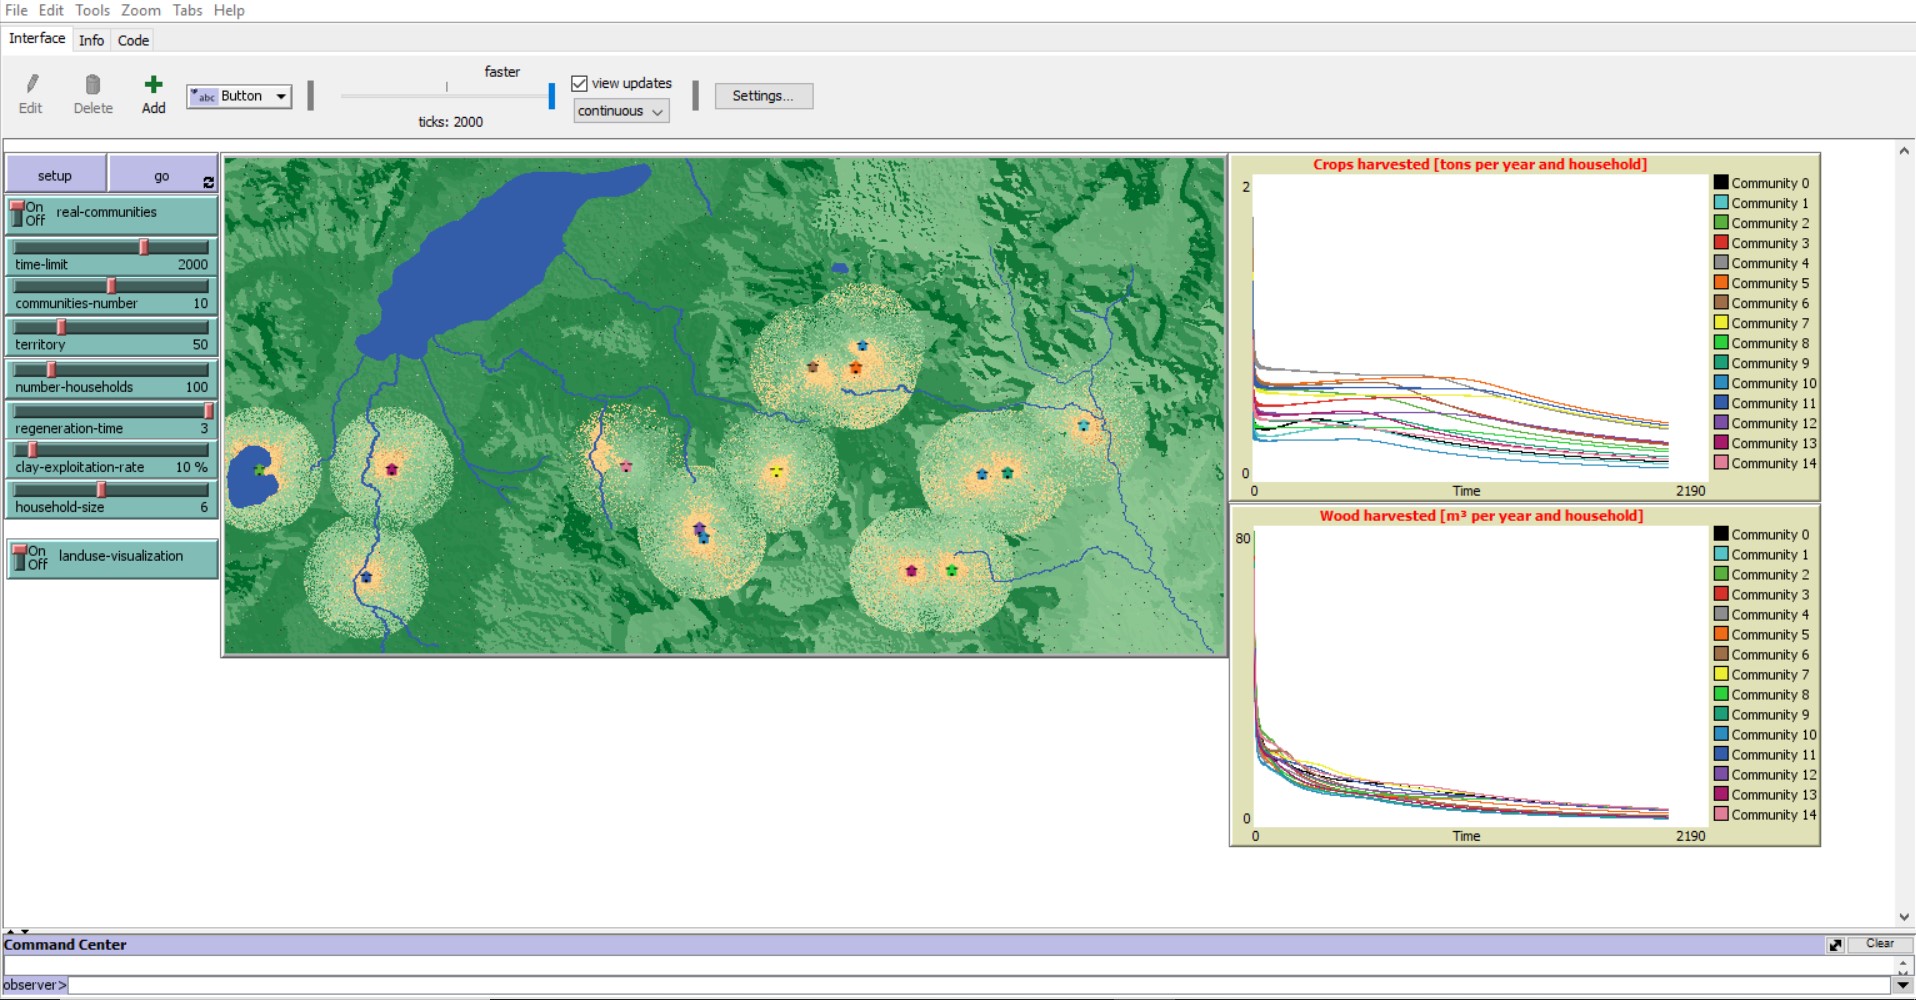 File Edit Tools Zoom Tabs Help
Interface Info Code
Edit Delete Add abc Button faster ticks: 2000 view updates continuous Settings...
setup go
On Off real-communities
time-limit 2000
communities-number 10
territory 50
number-households 100
regeneration-time 3
clay-exploitation-rate 10 %
household-size 6
On Off landuse-visualization
Crops harvested [tons per year and household]
2
0
0 Time 2190
Community 0
Community 1
Community 2
Community 3
Community 4
Community 5
Community 6
Community 7
Community 8
Community 9
Community 10
Community 11
Community 12
Community 13
Community 14
Wood harvested [m³ per year and household]
80
0
0 Time 2190
Community 0
Community 1
Community 2
Community 3
Community 4
Community 5
Community 6
Community 7
Community 8
Community 9
Community 10
Community 11
Community 12
Community 13
Community 14
Command Center Clear
observer>